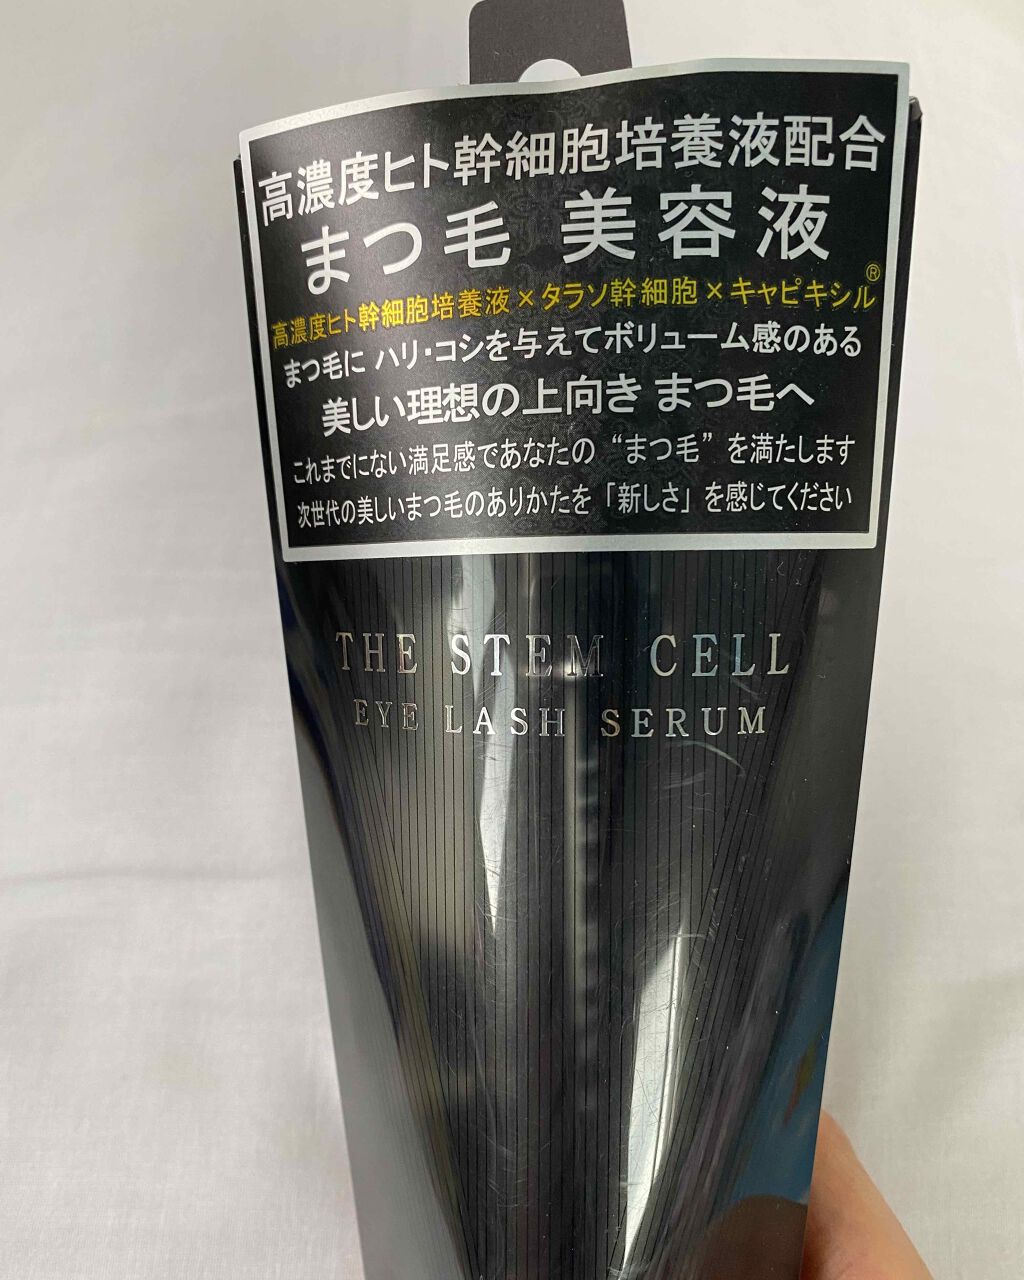 高濃度ヒト幹細胞培養液配合
まつ毛 美容液
高濃度ヒト幹細胞培養液×タラソ幹細胞×キャピキシル®
まつ毛に ハリ・コシを与えてボリューム感のある
美しい理想の上向き まつ毛へ
これまでにない満足感であなたの “まつ毛” を満たします
次世代の美しいまつ毛のありかたを「新しさ」を感じてください
THE STEM CELL
EYE LASH SERUM